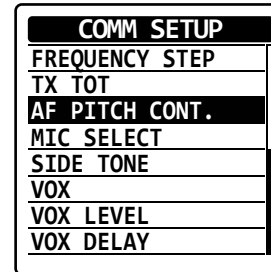 COMM SETUP
FREQUENCY STEP
TX TOT
AF PITCH CONT.
MIC SELECT
SIDE TONE
VOX
VOX LEVEL
VOX DELAY